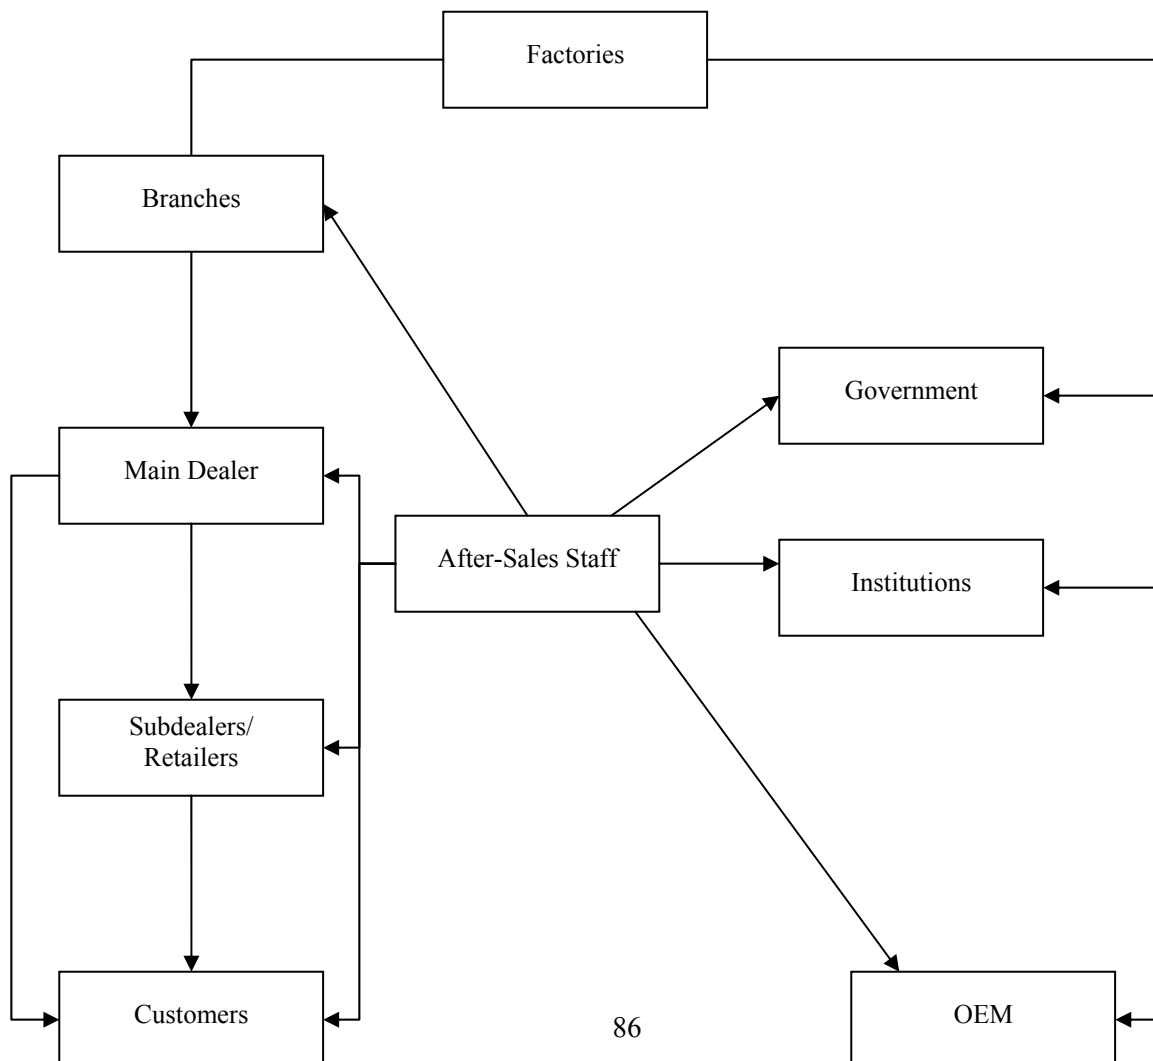 Factories
Branches
Government
Main Dealer
After-Sales Staff
Institutions
Subdealers/
Retailers
Customers
86
OEM